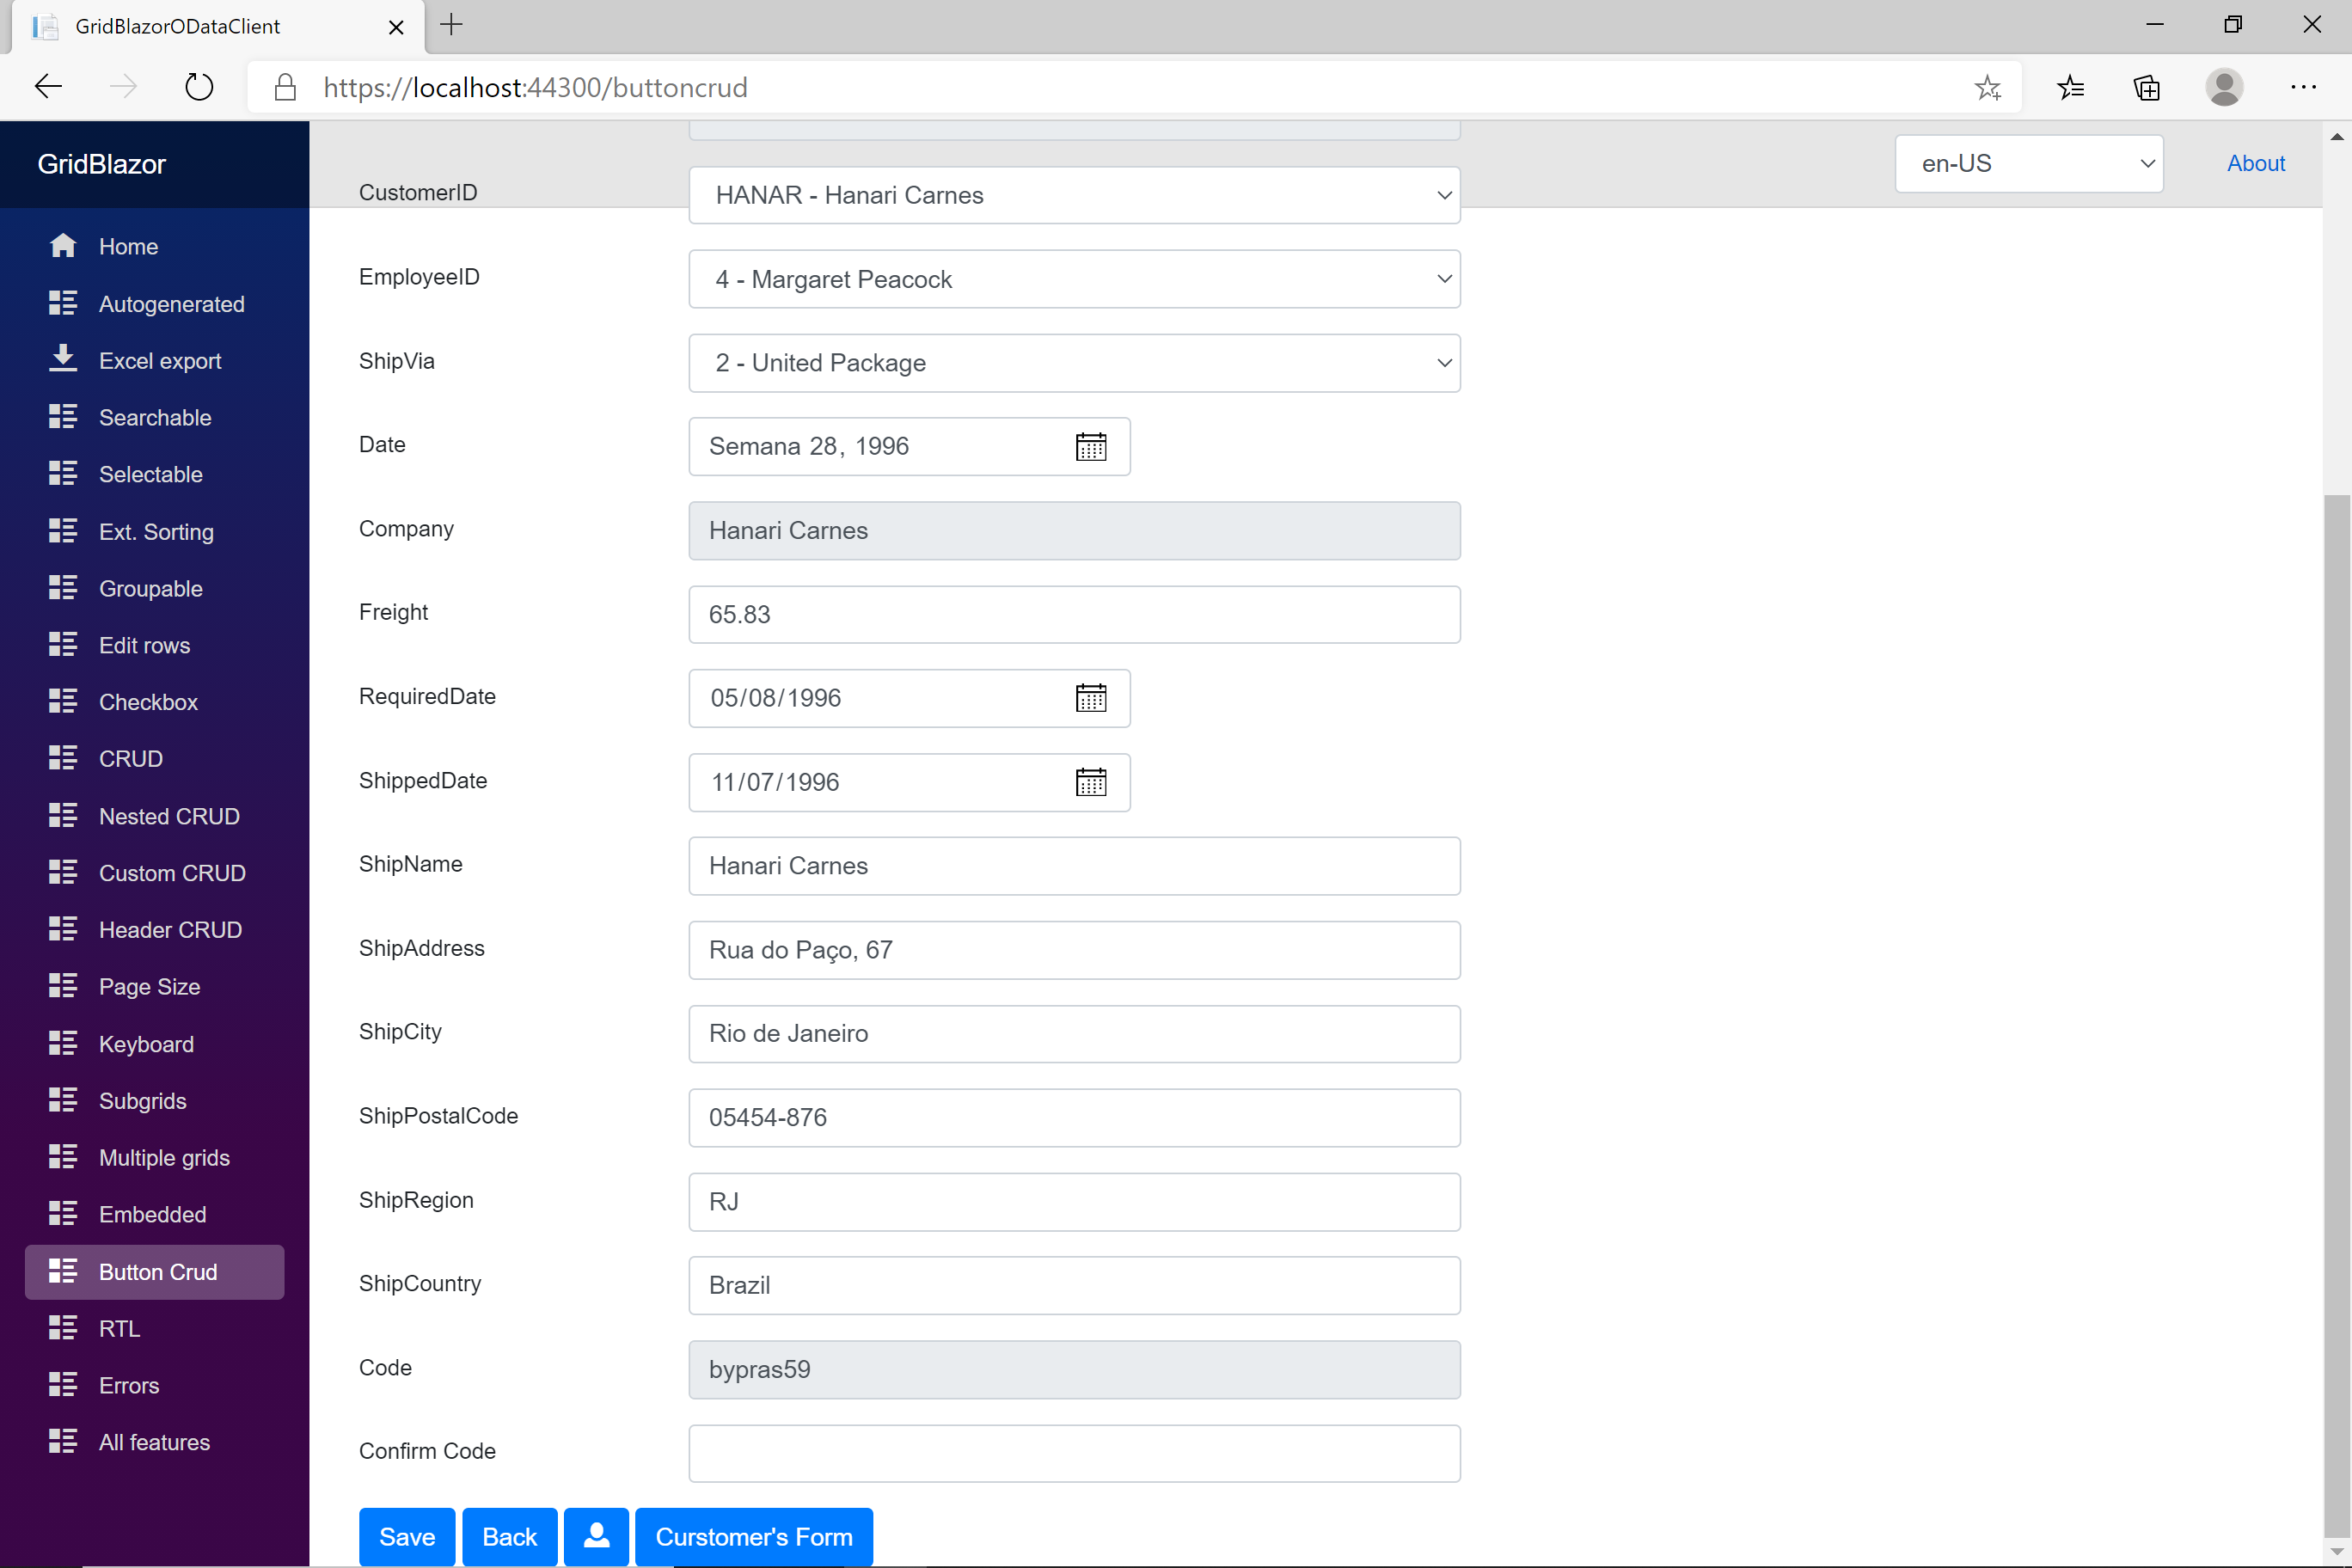 GridBlazorODataClient
https://localhost:44300/buttoncrud
GridBlazor
en-US
About
Home
Autogenerated
Excel export
Searchable
Selectable
Ext. Sorting
Groupable
Edit rows
Checkbox
CRUD
Nested CRUD
Custom CRUD
Header CRUD
Page Size
Keyboard
Subgrids
Multiple grids
Embedded
Button Crud
RTL
Errors
All features
CustomerID HANAR - Hanari Carnes
EmployeeID 4 - Margaret Peacock
ShipVia 2 - United Package
Date Semana 28, 1996
Company Hanari Carnes
Freight 65.83
RequiredDate 05/08/1996
ShippedDate 11/07/1996
ShipName Hanari Carnes
ShipAddress Rua do Paço, 67
ShipCity Rio de Janeiro
ShipPostalCode 05454-876
ShipRegion RJ
ShipCountry Brazil
Code bypras59
Confirm Code
Save Back Curstomer's Form